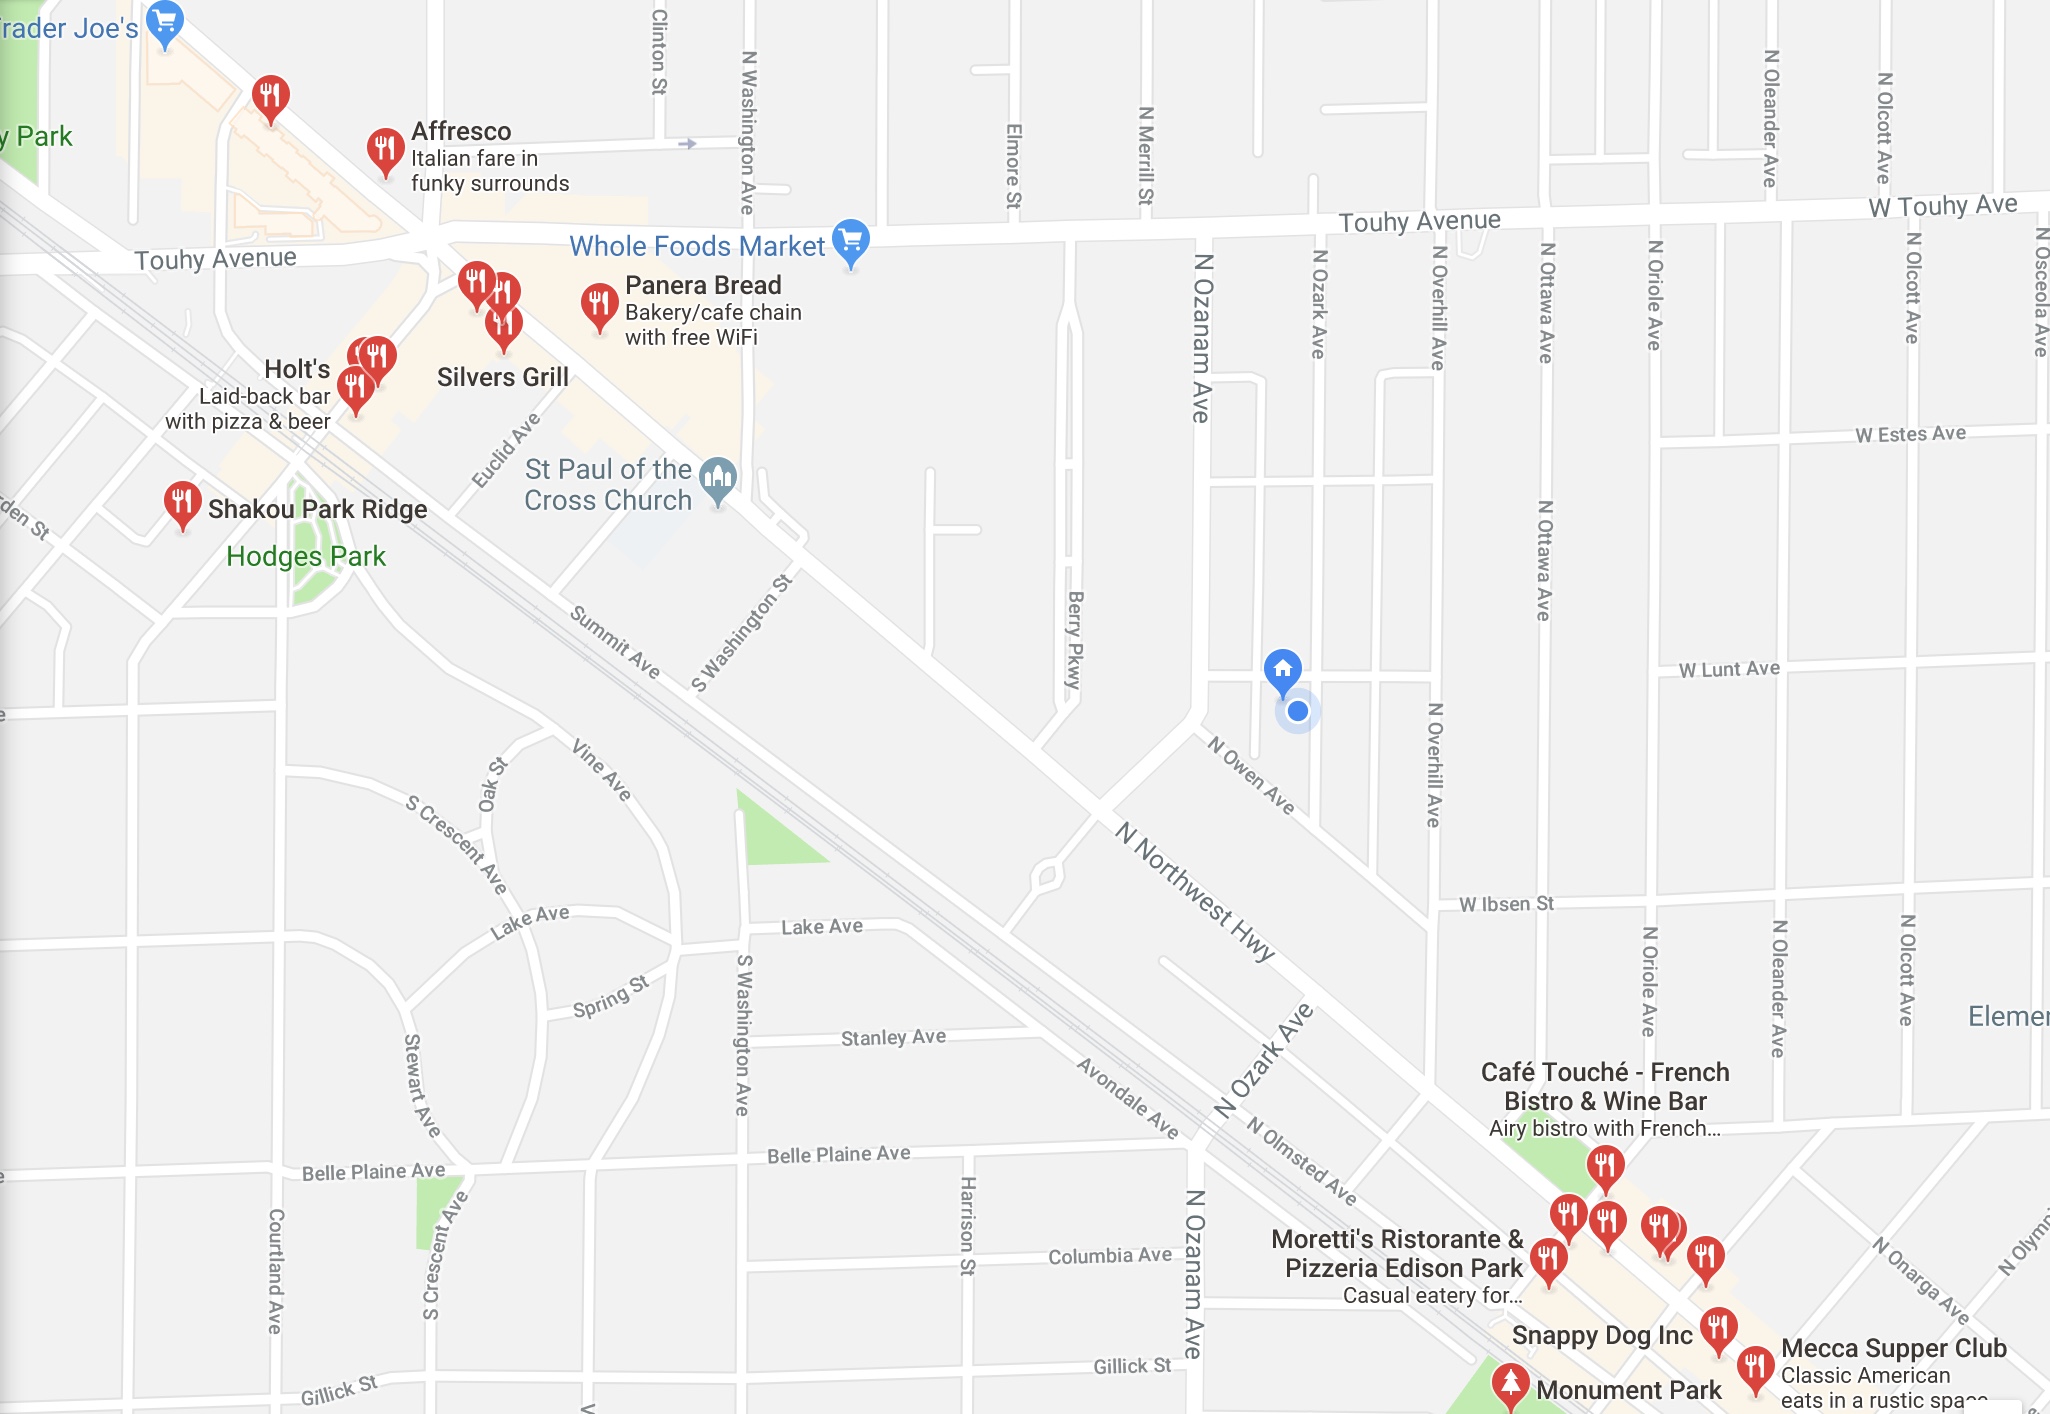 Trader Joe's
Clinton St
N Washington Ave
Elmore St
N Merrill St
N Oleander Ave
N Olcott Ave
y Park
Affresco
Italian fare in
funky surrounds
Touhy Avenue
Whole Foods Market
Touhy Avenue
W Touhy Ave
Panera Bread
Bakery/cafe chain
with free WiFi
N Ozanam Ave
N Ozark Ave
N Overhill Ave
N Ottawa Ave
N Oriole Ave
N Olcott Ave
N Osceola Ave
Holt's
Laid-back bar
with pizza & beer
Silvers Grill
Euclid Ave
W Estes Ave
St Paul of the
Cross Church
Shakou Park Ridge
rden St
Hodges Park
N Ottawa Ave
Summit Ave
S Washington St
Berry Pkwy
W Lunt Ave
N Overhill Ave
Vine Ave
Oak St
S Crescent Ave
N Owen Ave
N Northwest Hwy
Lake Ave
Lake Ave
W Ibsen St
N Oriole Ave
N Oleander Ave
N Olcott Ave
Spring St
S Washington Ave
Stanley Ave
Stewart Ave
Avondale Ave
N Ozark Ave
Elemen
Café Touché - French
Bistro & Wine Bar
Airy bistro with French...
N Olmsted Ave
Belle Plaine Ave
Belle Plaine Ave
Courtland Ave
S Crescent Ave
Harrison St
N Ozanam Ave
Columbia Ave
Moretti's Ristorante &
Pizzeria Edison Park
Casual eatery for...
N Onarga Ave
N Olymp
Snappy Dog Inc
Mecca Supper Club
Classic American
eats in a rustic space
Gillick St
Gillick St
Monument Park